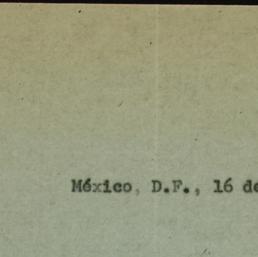 México, D.F., 16 de